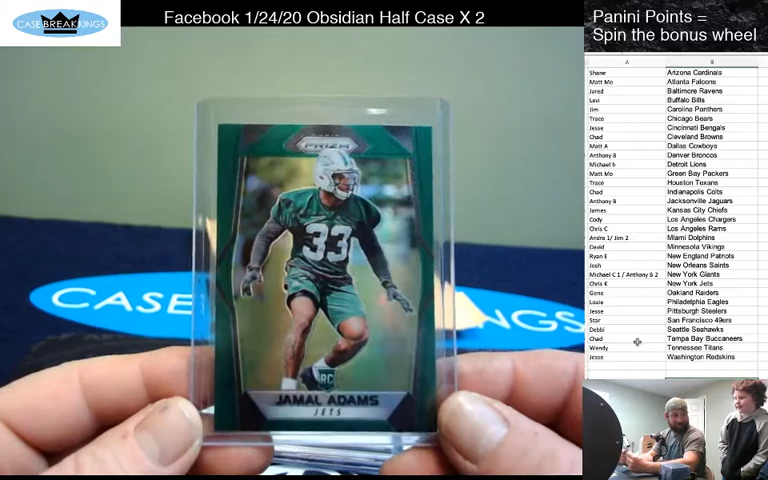 CASE BREAK KINGS
Facebook 1/24/20 Obsidian Half Case X 2
Panini Points =
Spin the bonus wheel
A B
Shane Arizona Cardinals
Matt Mo Atlanta Falcons
Jared Baltimore Ravens
Levi Buffalo Bills
Jim Carolina Panthers
Trace Chicago Bears
Jesse Cincinnati Bengals
Chad Cleveland Browns
Matt A Dallas Cowboys
Anthony B Denver Broncos
Michael h Detroit Lions
Matt Mo Green Bay Packers
Trace Houston Texans
Chad Indianapolis Colts
Anthony B Jacksonville Jaguars
James Kansas City Chiefs
Cody Los Angeles Chargers
Chris C Los Angeles Rams
Andre 1/ Jim 2 Miami Dolphins
David Minnesota Vikings
Ryan E New England Patriots
Josh New Orleans Saints
Michael C 1 / Anthony B 2 New York Giants
Chris K New York Jets
Gene Oakland Raiders
Louie Philadelphia Eagles
Jesse Pittsburgh Steelers
Star San Francisco 49ers
Debbi Seattle Seahawks
Chad Tampa Bay Buccaneers
Wendy Tennessee Titans
Jesse Washington Redskins
PRIZM
33
RC
JAMAL ADAMS
JETS
CASE
NGS